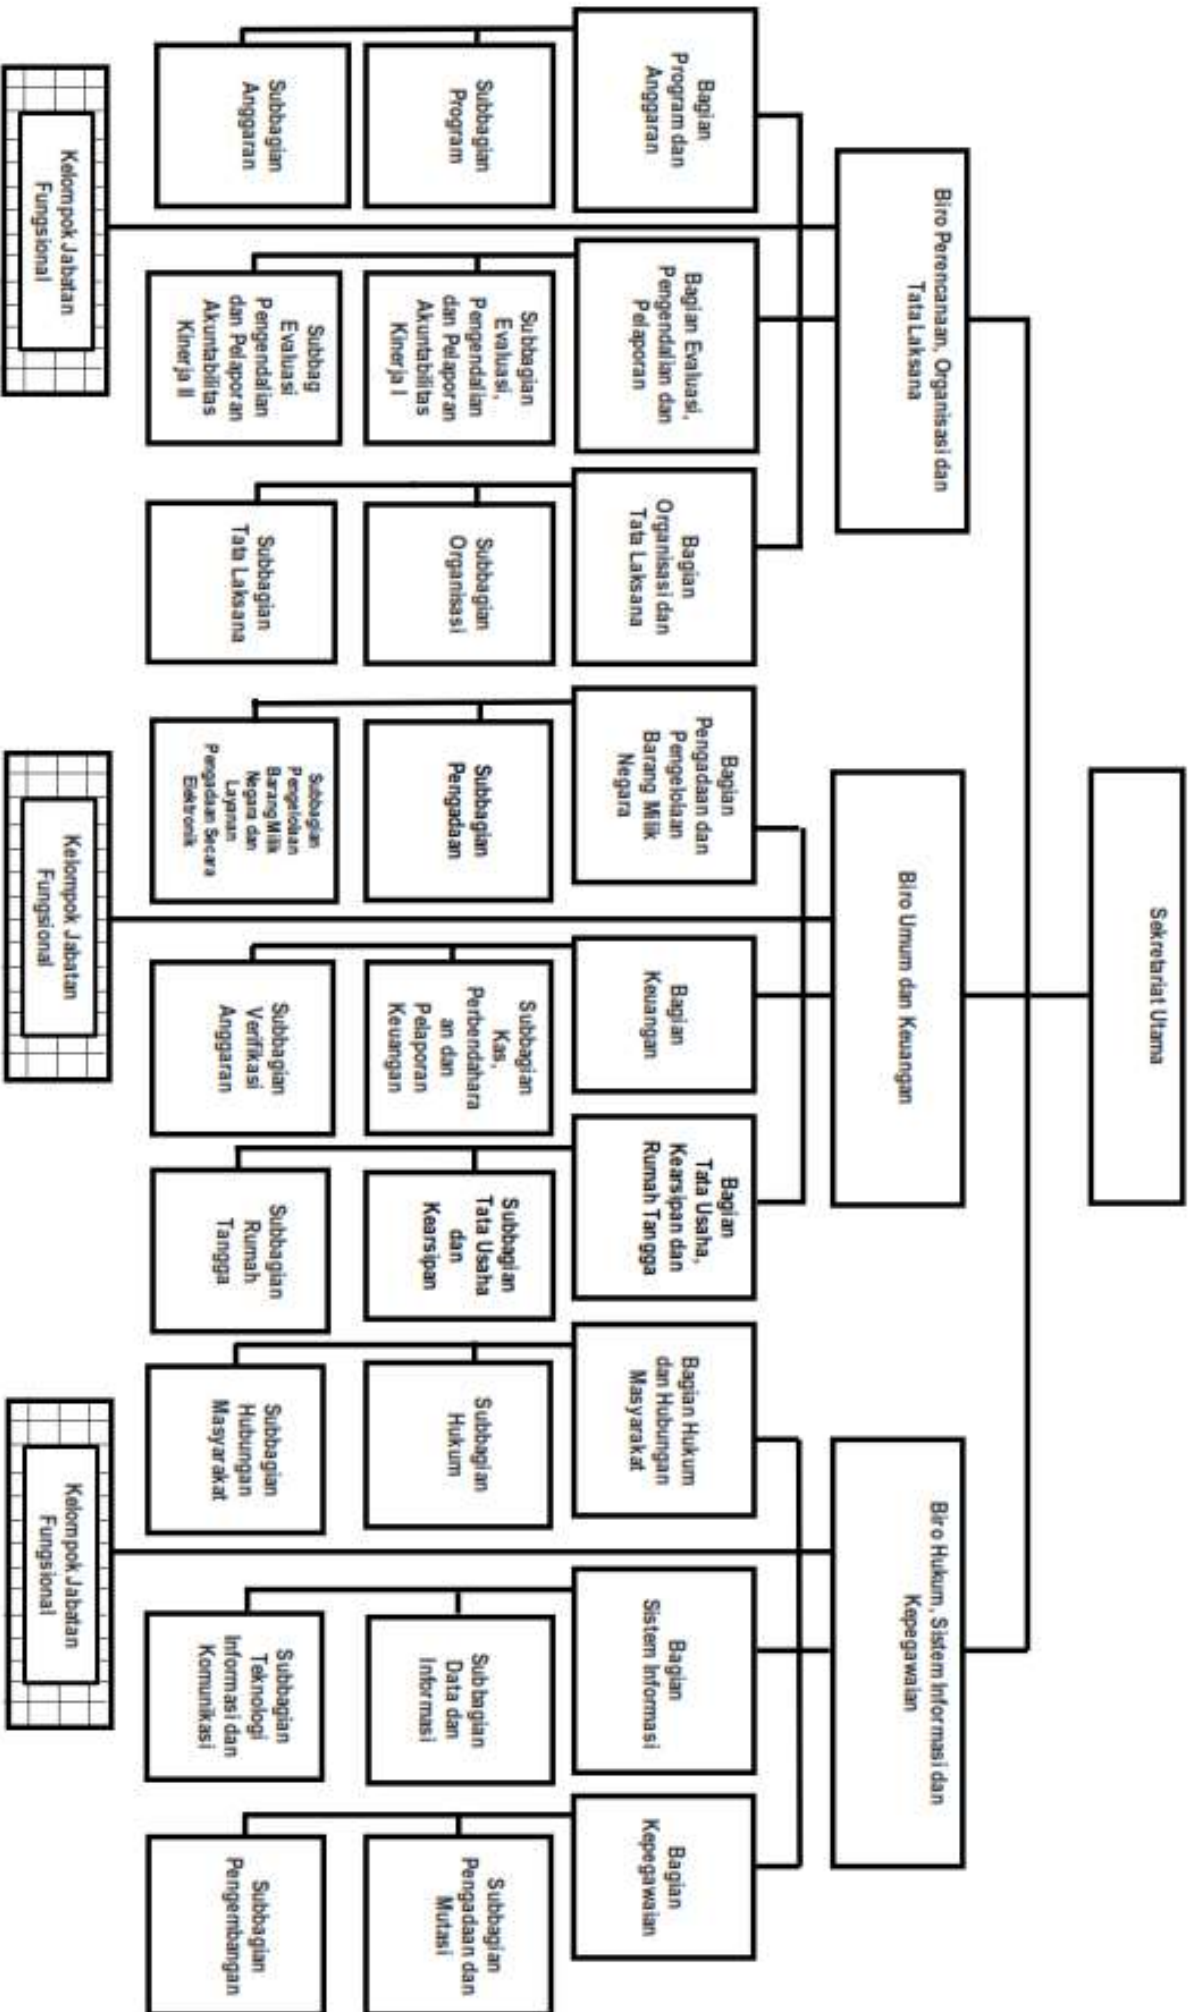 Sekretariat Utama
Biro Perencanaan, Organisasi dan
Tata Laksana
Biro Umum dan Keuangan
Biro Hukum, Sistem Informasi dan
Kepegawaian
Bagian
Program dan
Anggaran
Bagian Evaluasi,
Pengendalian dan
Pelaporan
Bagian
Organisasi dan
Tata Laksana
Bagian
Pengadaan dan
Pengelolaan
Barang Milik
Negara
Bagian
Keuangan
Bagian
Tata Usaha,
Kearsipan dan
Rumah Tangga
Bagian Hukum
dan Hubungan
Masyarakat
Bagian
Sistem Informasi
Bagian
Kepegawaian
Subbagian
Program
Subbagian
Evaluasi,
Pengendalian
dan Pelaporan
Akuntabilitas
Kinerja I
Subbagian
Organisasi
Subbagian
Pengadaan
Subbagian
Kas,
Perbendahara
an dan
Pelaporan
Keuangan
Subbagian
Tata Usaha
dan
Kearsipan
Subbagian
Hukum
Subbagian
Data dan
Informasi
Subbagian
Pengadaan dan
Mutasi
Subbagian
Anggaran
Subbag
Evaluasi
Pengendalian
dan Pelaporan
Akuntabilitas
Kinerja II
Subbagian
Tata Laksana
Subbagian
Pengelolaan
Barang Milik
Negara dan
Layanan
Pengadaan Secara
Elektronik
Subbagian
Verifikasi
Anggaran
Subbagian
Rumah
Tangga
Subbagian
Hubungan
Masyarakat
Subbagian
Teknologi
Informasi dan
Komunikasi
Subbagian
Pengembangan
Kelompok Jabatan
Fungsional
Kelompok Jabatan
Fungsional
Kelompok Jabatan
Fungsional